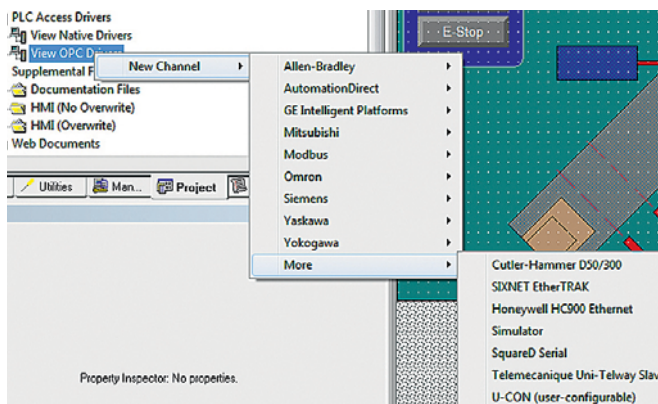 PLC Access Drivers
View Native Drivers
View OPC Drivers
Supplemental F
Documentation Files
HMI (No Overwrite)
HMI (Overwrite)
Web Documents
Utilities Man... Project
Property Inspector: No properties.
New Channel
Allen-Bradley
AutomationDirect
GE Intelligent Platforms
Mitsubishi
Modbus
Omron
Siemens
Yaskawa
Yokogawa
More
Cutler-Hammer D50/300
SIXNET EtherTRAK
Honeywell HC900 Ethernet
Simulator
SquareD Serial
Telemecanique Uni-Telway Slav
U-CON (user-configurable)
E-Stop